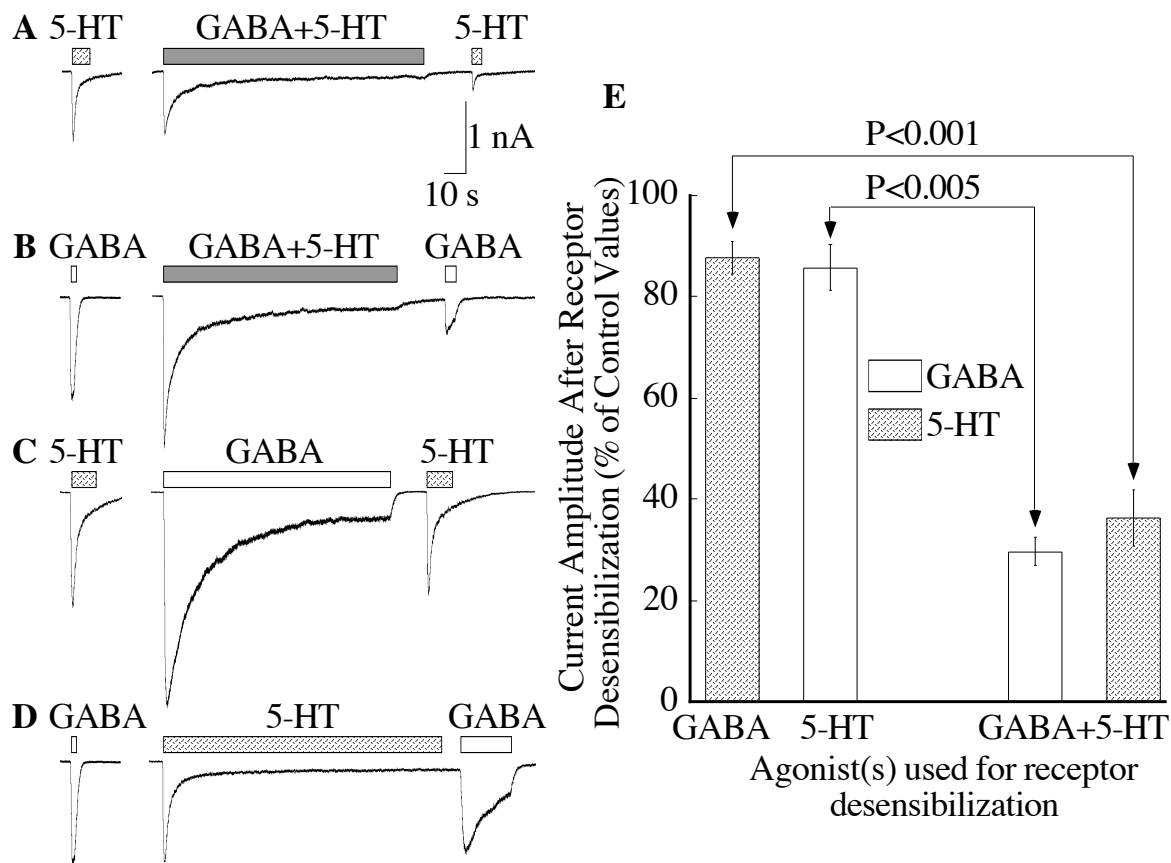 A 5-HT GABA+5-HT 5-HT
1 nA
10 s
B GABA GABA+5-HT GABA
C 5-HT GABA 5-HT
D GABA 5-HT GABA
E
P<0.001
P<0.005
Current Amplitude After Receptor
Desensibilization (% of Control Values)
100
80
60
40
20
0
GABA
5-HT
GABA 5-HT GABA+5-HT
Agonist(s) used for receptor
desensibilization